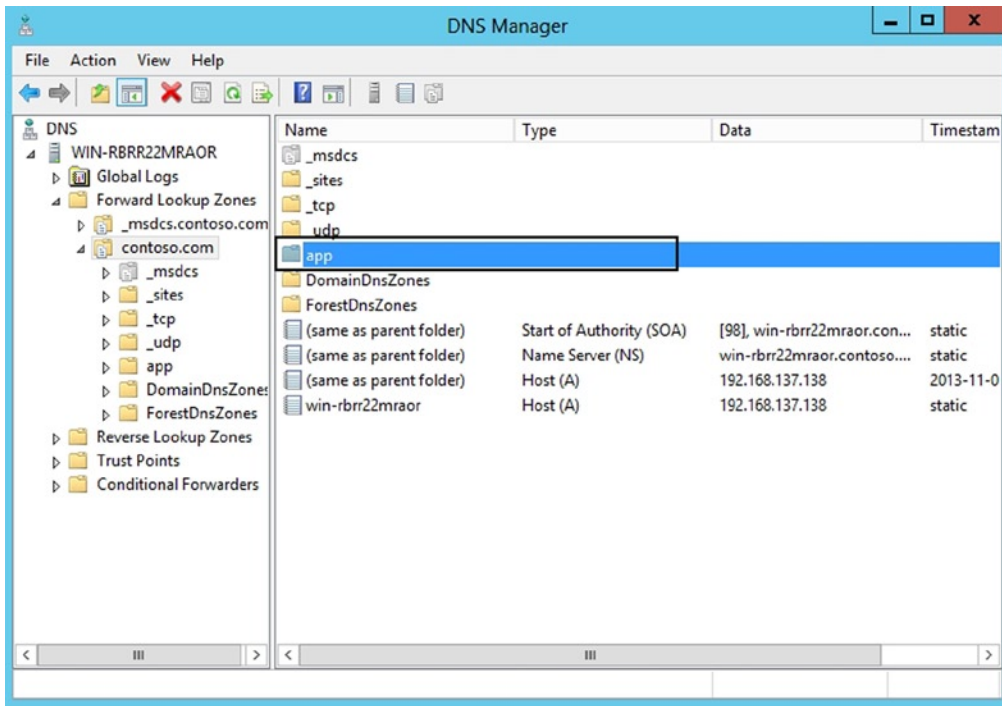 DNS Manager
File Action View Help
DNS
WIN-RBRR22MRAOR
Global Logs
Forward Lookup Zones
_msdcs.contoso.com
contoso.com
_msdcs
_sites
_tcp
_udp
app
DomainDnsZones
ForestDnsZones
Reverse Lookup Zones
Trust Points
Conditional Forwarders
Name Type Data Timestam
_msdcs
_sites
_tcp
_udp
app
DomainDnsZones
ForestDnsZones
(same as parent folder) Start of Authority (SOA) [98], win-rbrr22mraor.con... static
(same as parent folder) Name Server (NS) win-rbrr22mraor.contoso.... static
(same as parent folder) Host (A) 192.168.137.138 2013-11-0
win-rbrr22mraor Host (A) 192.168.137.138 static